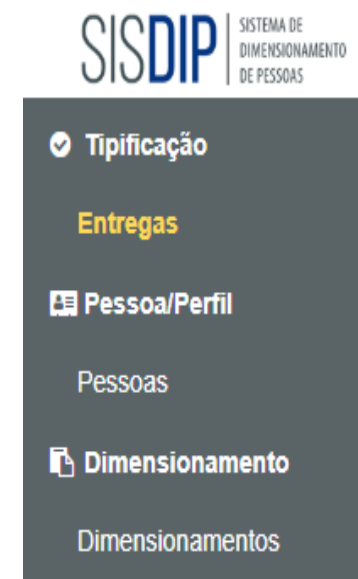 SISDIP
SISTEMA DE
DIMENSIONAMENTO
DE PESSOAS
Tipificação
Entregas
Pessoa/Perfil
Pessoas
Dimensionamento
Dimensionamentos